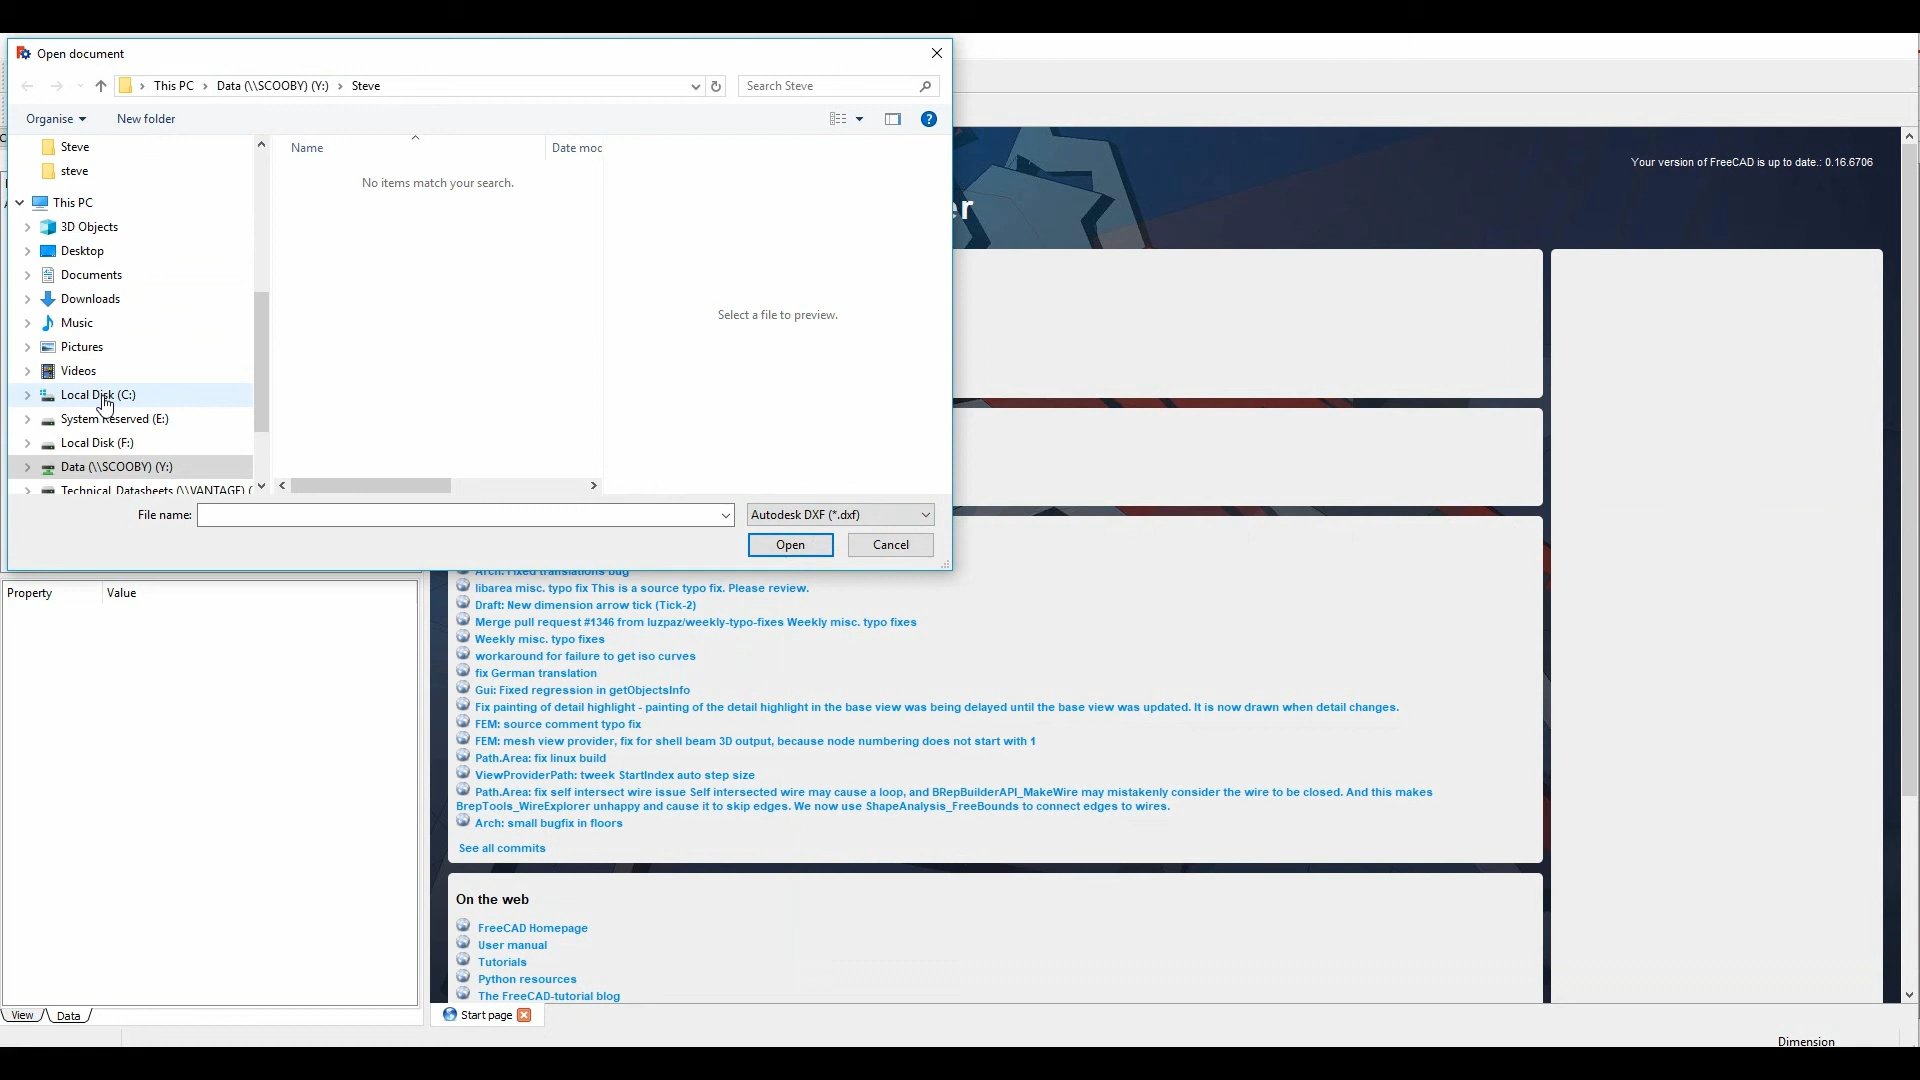 Open document
This PC > Data (\\SCOOBY) (Y:) > Steve
Search Steve
Organise
New folder
Steve
steve
This PC
3D Objects
Desktop
Documents
Downloads
Music
Pictures
Videos
Local Disk (C:)
System Reserved (E:)
Local Disk (F:)
Data (\\SCOOBY) (Y:)
Technical Datasheets (\\VANTAGE) (
Name
Date mod
No items match your search.
Select a file to preview.
File name:
Autodesk DXF (*.dxf)
Open
Cancel
Your version of FreeCAD is up to date.: 0.16.6706
er
Property
Value
Arch: Fixed translations bug
libarea misc. typo fix This is a source typo fix. Please review.
Draft: New dimension arrow tick (Tick-2)
Merge pull request #1346 from luzpaz/weekly-typo-fixes Weekly misc. typo fixes
Weekly misc. typo fixes
workaround for failure to get iso curves
fix German translation
Gui: Fixed regression in getObjectsInfo
Fix painting of detail highlight - painting of the detail highlight in the base view was being delayed until the base view was updated. It is now drawn when detail changes.
FEM: source comment typo fix
FEM: mesh view provider, fix for shell beam 3D output, because node numbering does not start with 1
Path.Area: fix linux build
ViewProviderPath: tweek StartIndex auto step size
Path.Area: fix self intersect wire issue Self intersected wire may cause a loop, and BRepBuilderAPI_MakeWire may mistakenly consider the wire to be closed. And this makes
BrepTools_WireExplorer unhappy and cause it to skip edges. We now use ShapeAnalysis_FreeBounds to connect edges to wires.
Arch: small bugfix in floors
See all commits
On the web
FreeCAD Homepage
User manual
Tutorials
Python resources
The FreeCAD-tutorial blog
View
Data
Start page
Dimension